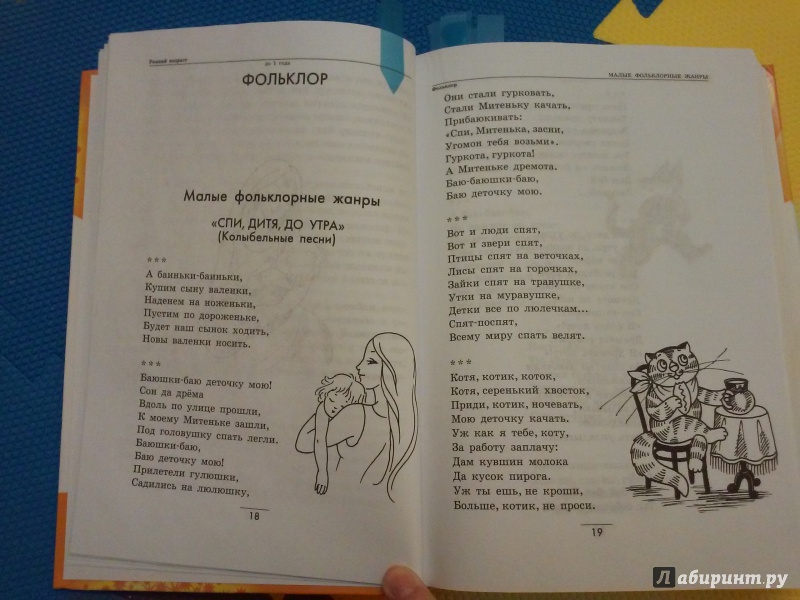 Ранний возраст
до 1 года
ФОЛЬКЛОР
Малые фольклорные жанры
«СПИ, ДИТЯ, ДО УТРА»
(Колыбельные песни)
***
А баиньки-баиньки,
Купим сыну валенки,
Наденем на ноженьки,
Пустим по дороженьке,
Будет наш сынок ходить,
Новы валенки носить.
***
Баюшки-баю деточку мою!
Сон да дрёма
Вдоль по улице прошли,
К моему Митеньке зашли,
Под головушку спать легли.
Баюшки-баю,
Баю деточку мою!
Прилетели гулюшки,
Садились на люлюшку,
18
Фольклор
МАЛЫЕ ФОЛЬКЛОРНЫЕ ЖАНРЫ
Они стали гурковать,
Стали Митеньку качать,
Прибаюкивать:
«Спи, Митенька, засни,
Угомон тебя возьми».
Гуркота, гуркота!
А Митеньке дремота.
Баю-баюшки-баю,
Баю деточку мою.
***
Вот и люди спят,
Вот и звери спят,
Птицы спят на веточках,
Лисы спят на горочках,
Зайки спят на травушке,
Утки на муравушке,
Детки все по люлечкам...
Спят-поспят,
Всему миру спать велят.
***
Котя, котик, коток,
Котя, серенький хвосток,
Приди, котик, ночевать,
Мою деточку качать.
Уж как я тебе, коту,
За работу заплачу:
Дам кувшин молока
Да кусок пирога.
Уж ты ешь, не кроши,
Больше, котик, не проси.
19
Лабиринт.ру